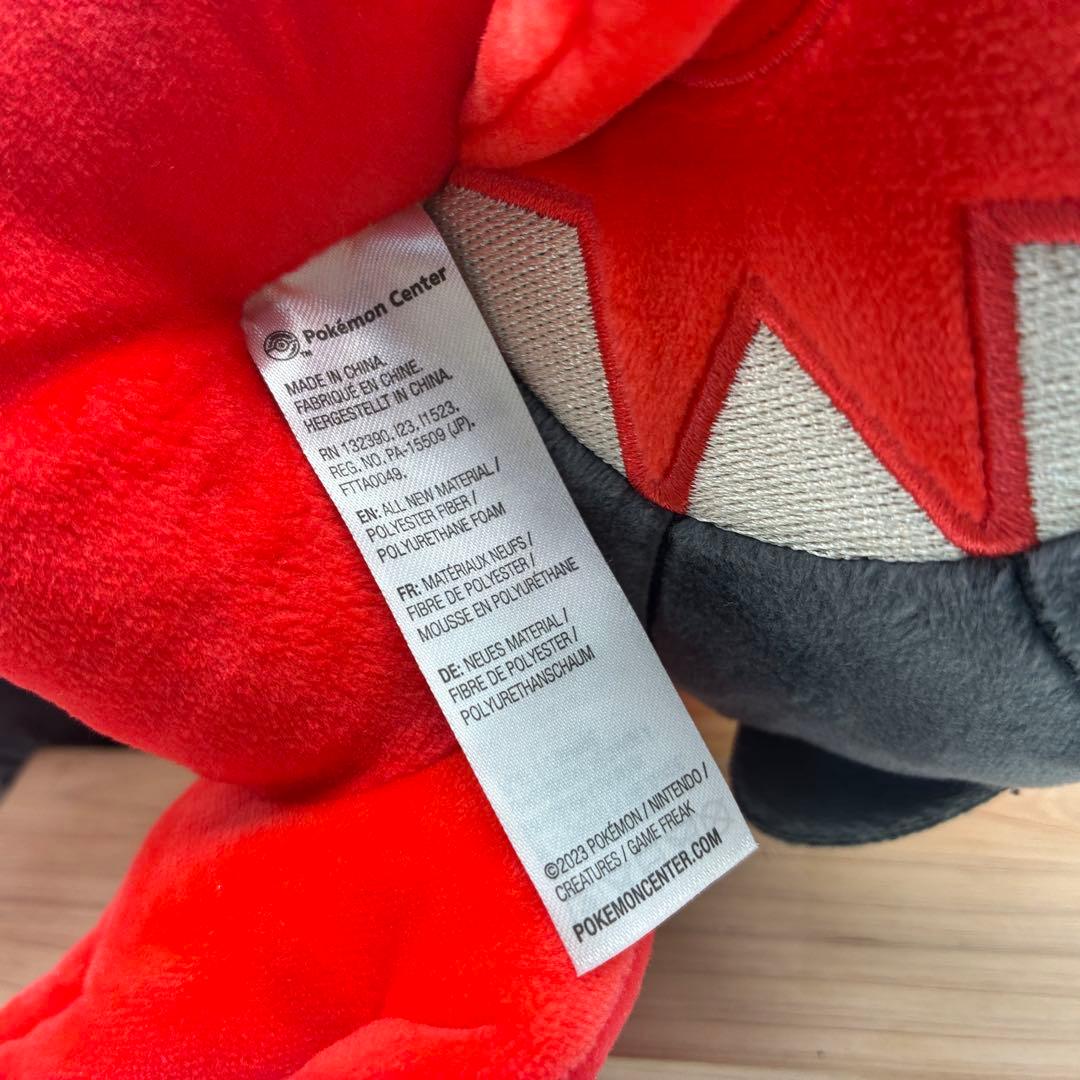 Pokémon Center
™
MADE IN CHINA.
FABRIQUÉ EN CHINE.
HERGESTELLT IN CHINA.
RN 132390. I23. I1523.
REG. NO. PA-15509 (JP).
FTTA0049.
EN: ALL NEW MATERIAL /
POLYESTER FIBER /
POLYURETHANE FOAM
FR: MATÉRIAUX NEUFS /
FIBRE DE POLYESTER /
MOUSSE EN POLYURETHANE
DE: NEUES MATERIAL /
FIBRE DE POLYESTER /
POLYURETHANSCHAUM
©2023 POKÉMON / NINTENDO /
CREATURES / GAME FREAK
POKEMONCENTER.COM